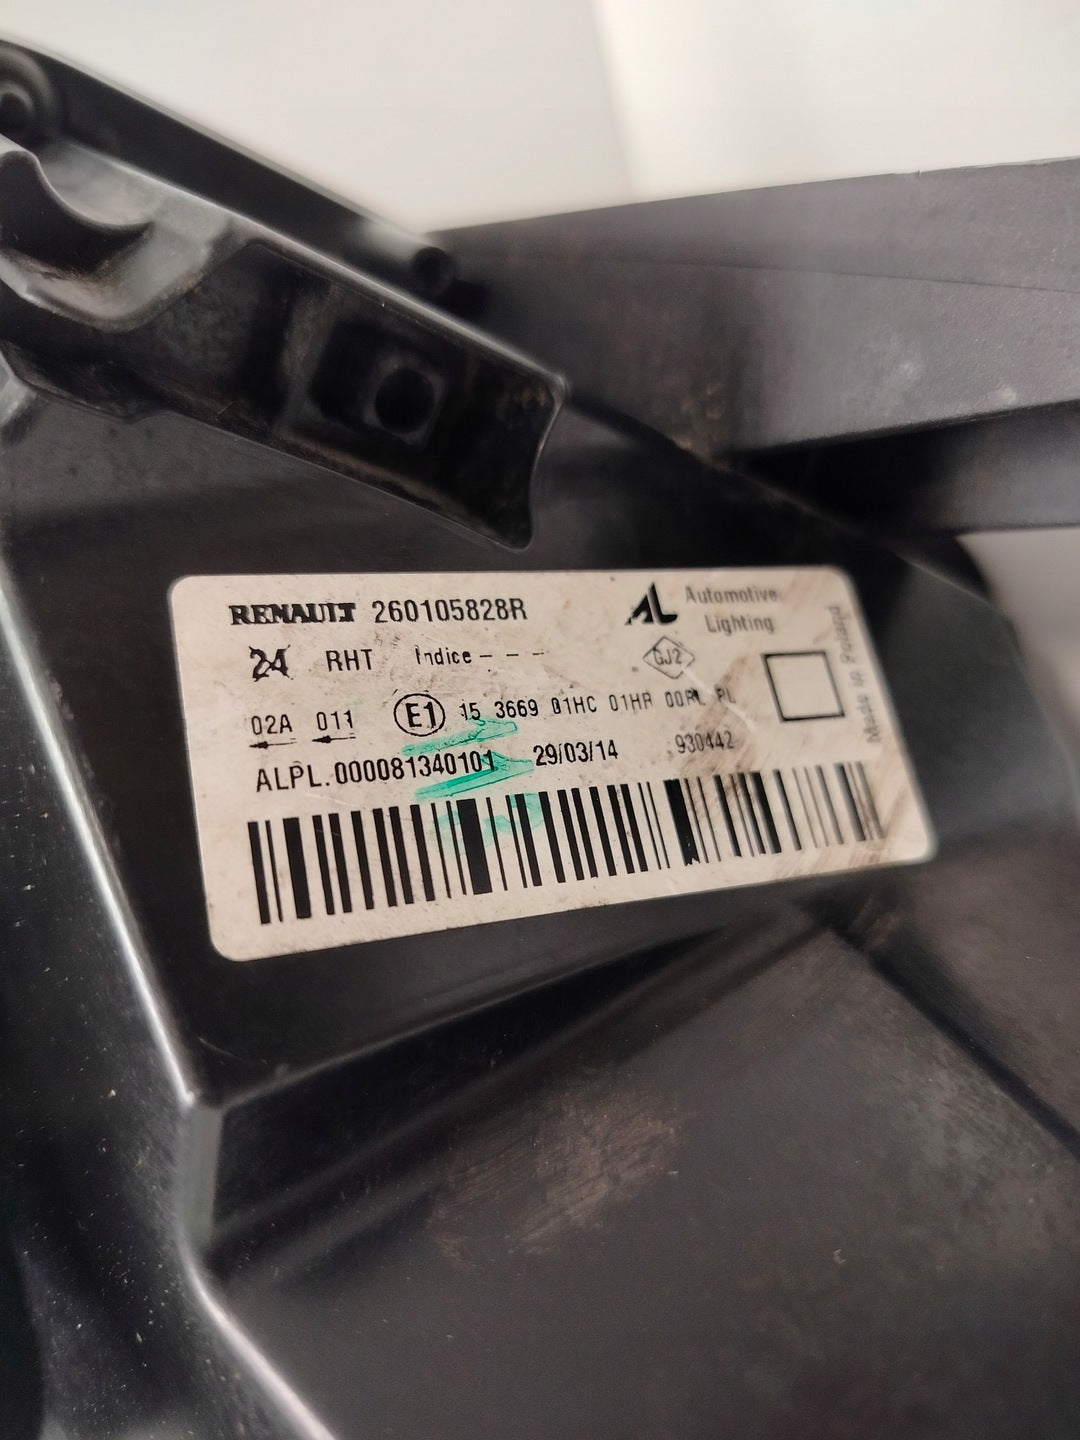 RENAULT 260105828R
AL Automotive Lighting
24 RHT Indice - - -
GJ2
02A 011 E1 15 3669 01HC 01HR 00RL PL
ALPL.000081340101 29/03/14 930442
Made in Poland